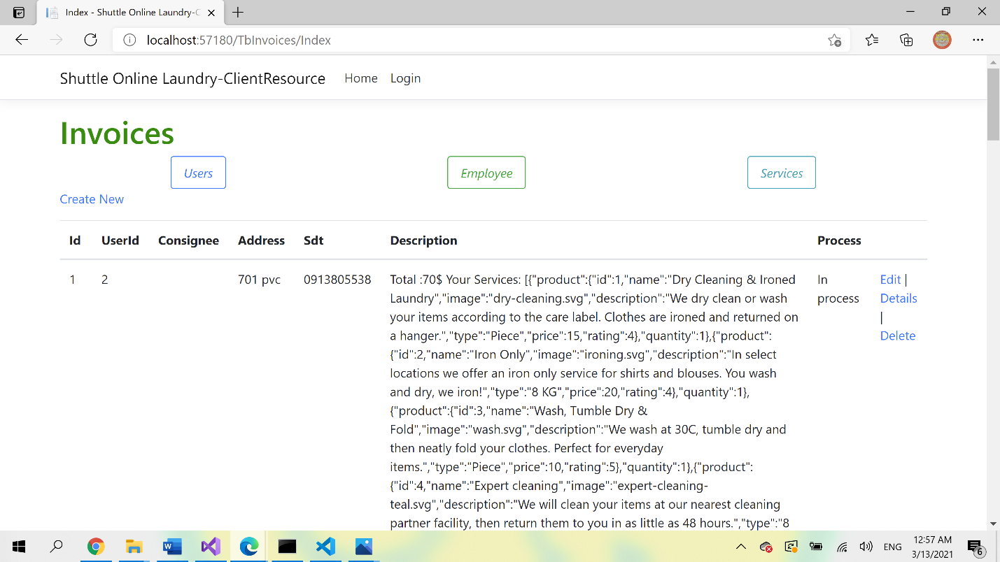 Index - Shuttle Online Laundry-C
localhost:57180/TbInvoices/Index
Shuttle Online Laundry-ClientResource Home Login
Invoices
Users Employee Services
Create New
Id UserId Consignee Address Sdt Description Process
1 2 701 pvc 0913805538 Total :70$ Your Services: [{"product":{"id":1,"name":"Dry Cleaning & Ironed In Edit |
Laundry","image":"dry-cleaning.svg","description":"We dry clean or wash process Details
your items according to the care label. Clothes are ironed and returned on |
a hanger.","type":"Piece","price":15,"rating":4},"quantity":1},{"product": Delete
{"id":2,"name":"Iron Only","image":"ironing.svg","description":"In select
locations we offer an iron only service for shirts and blouses. You wash
and dry, we iron!","type":"8 KG","price":20,"rating":4},"quantity":1},
{"product":{"id":3,"name":"Wash, Tumble Dry &
Fold","image":"wash.svg","description":"We wash at 30C, tumble dry and
then neatly fold your clothes. Perfect for everyday
items.","type":"Piece","price":10,"rating":5},"quantity":1},{"product":
{"id":4,"name":"Expert cleaning","image":"expert-cleaning-
teal.svg","description":"We will clean your items at our nearest cleaning
partner facility, then return them to you in as little as 48 hours.","type":"8
ENG 12:57 AM
3/13/2021
6